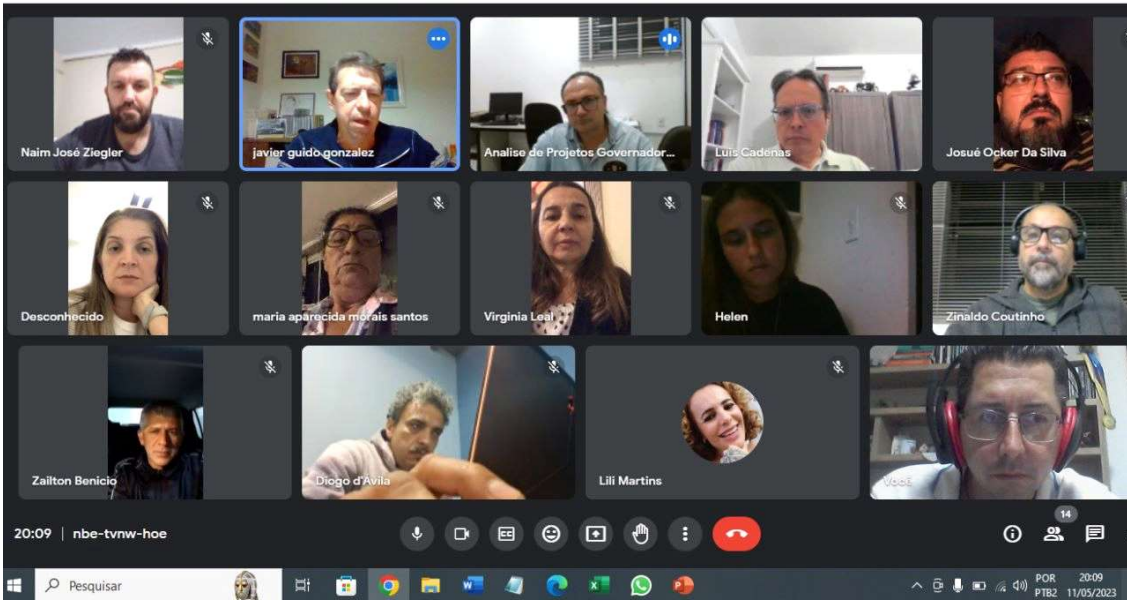 Naim José Ziegler
javier guido gonzalez
Analise de Projetos Governador...
Luis Cadenas
Josué Ocker Da Silva
Desconhecido
maria aparecida morais santos
Virginia Leal
Helen
Zinaldo Coutinho
Zailton Benicio
Diogo d'Avila
Lili Martins
Você
14
20:09 | nbe-tvnw-hoe
CC
Pesquisar
POR
PTB2
20:09
11/05/2023